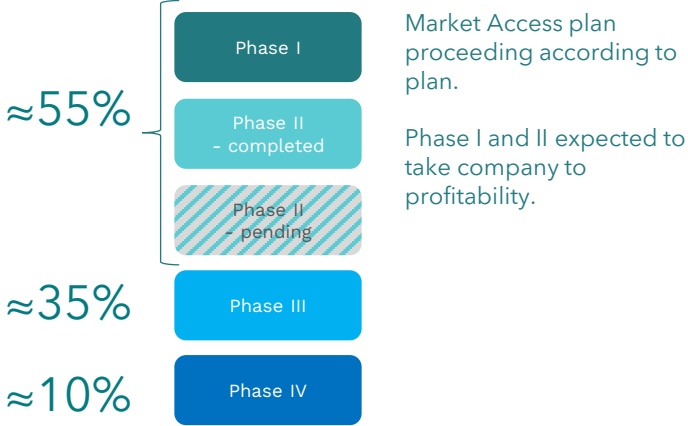 ≈55%
Phase I
Phase II
- completed
Phase II
- pending
≈35%
Phase III
≈10%
Phase IV
Market Access plan
proceeding according to
plan.
Phase I and II expected to
take company to
profitability.